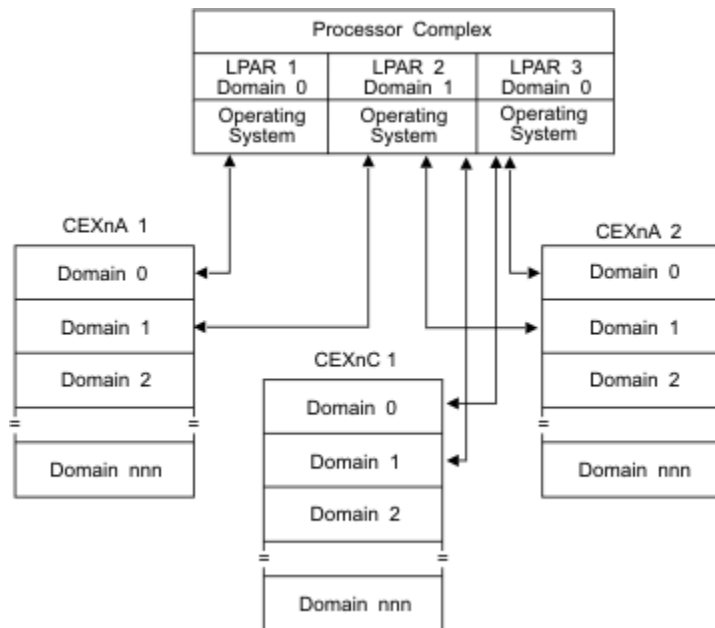 Processor Complex
LPAR 1
Domain 0
LPAR 2
Domain 1
LPAR 3
Domain 0
Operating
System
Operating
System
Operating
System
CEXnA 1
Domain 0
Domain 1
Domain 2
Domain nnn
CEXnC 1
Domain 0
Domain 1
Domain 2
Domain nnn
CEXnA 2
Domain 0
Domain 1
Domain 2
Domain nnn